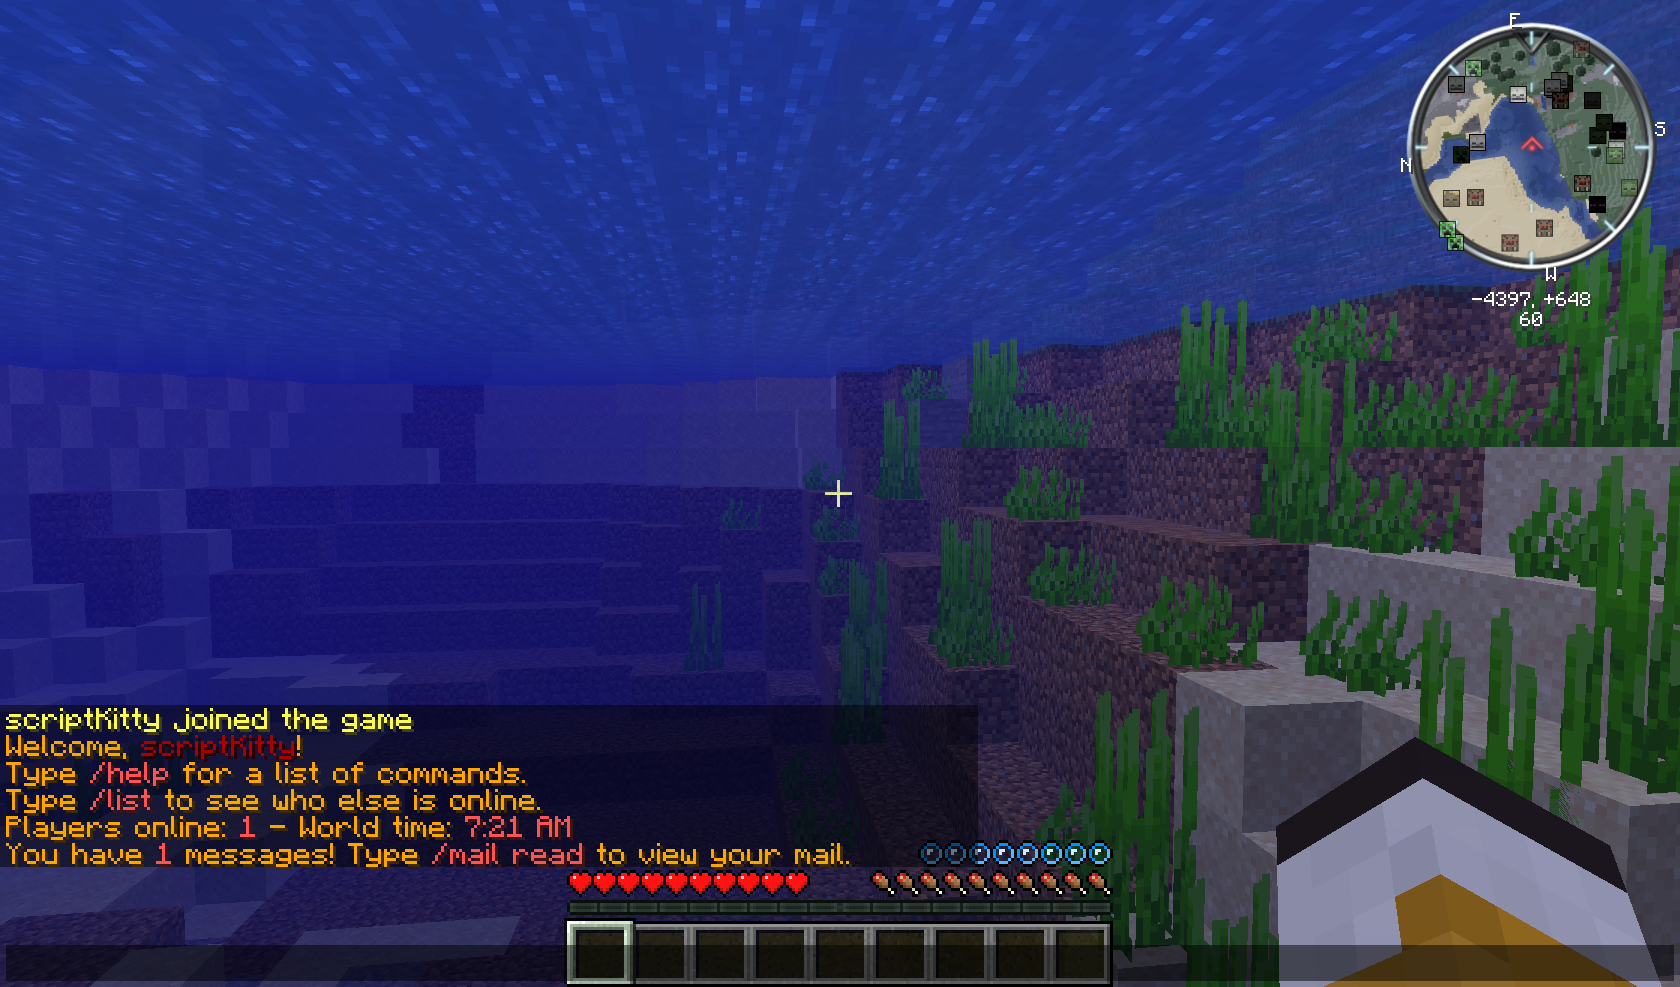 E
S
N
W
-4397, +648
60
scriptKitty joined the game
Welcome, scriptKitty!
Type /help for a list of commands.
Type /list to see who else is online.
Players online: 1 - World time: 7:21 AM
You have 1 messages! Type /mail read to view your mail.